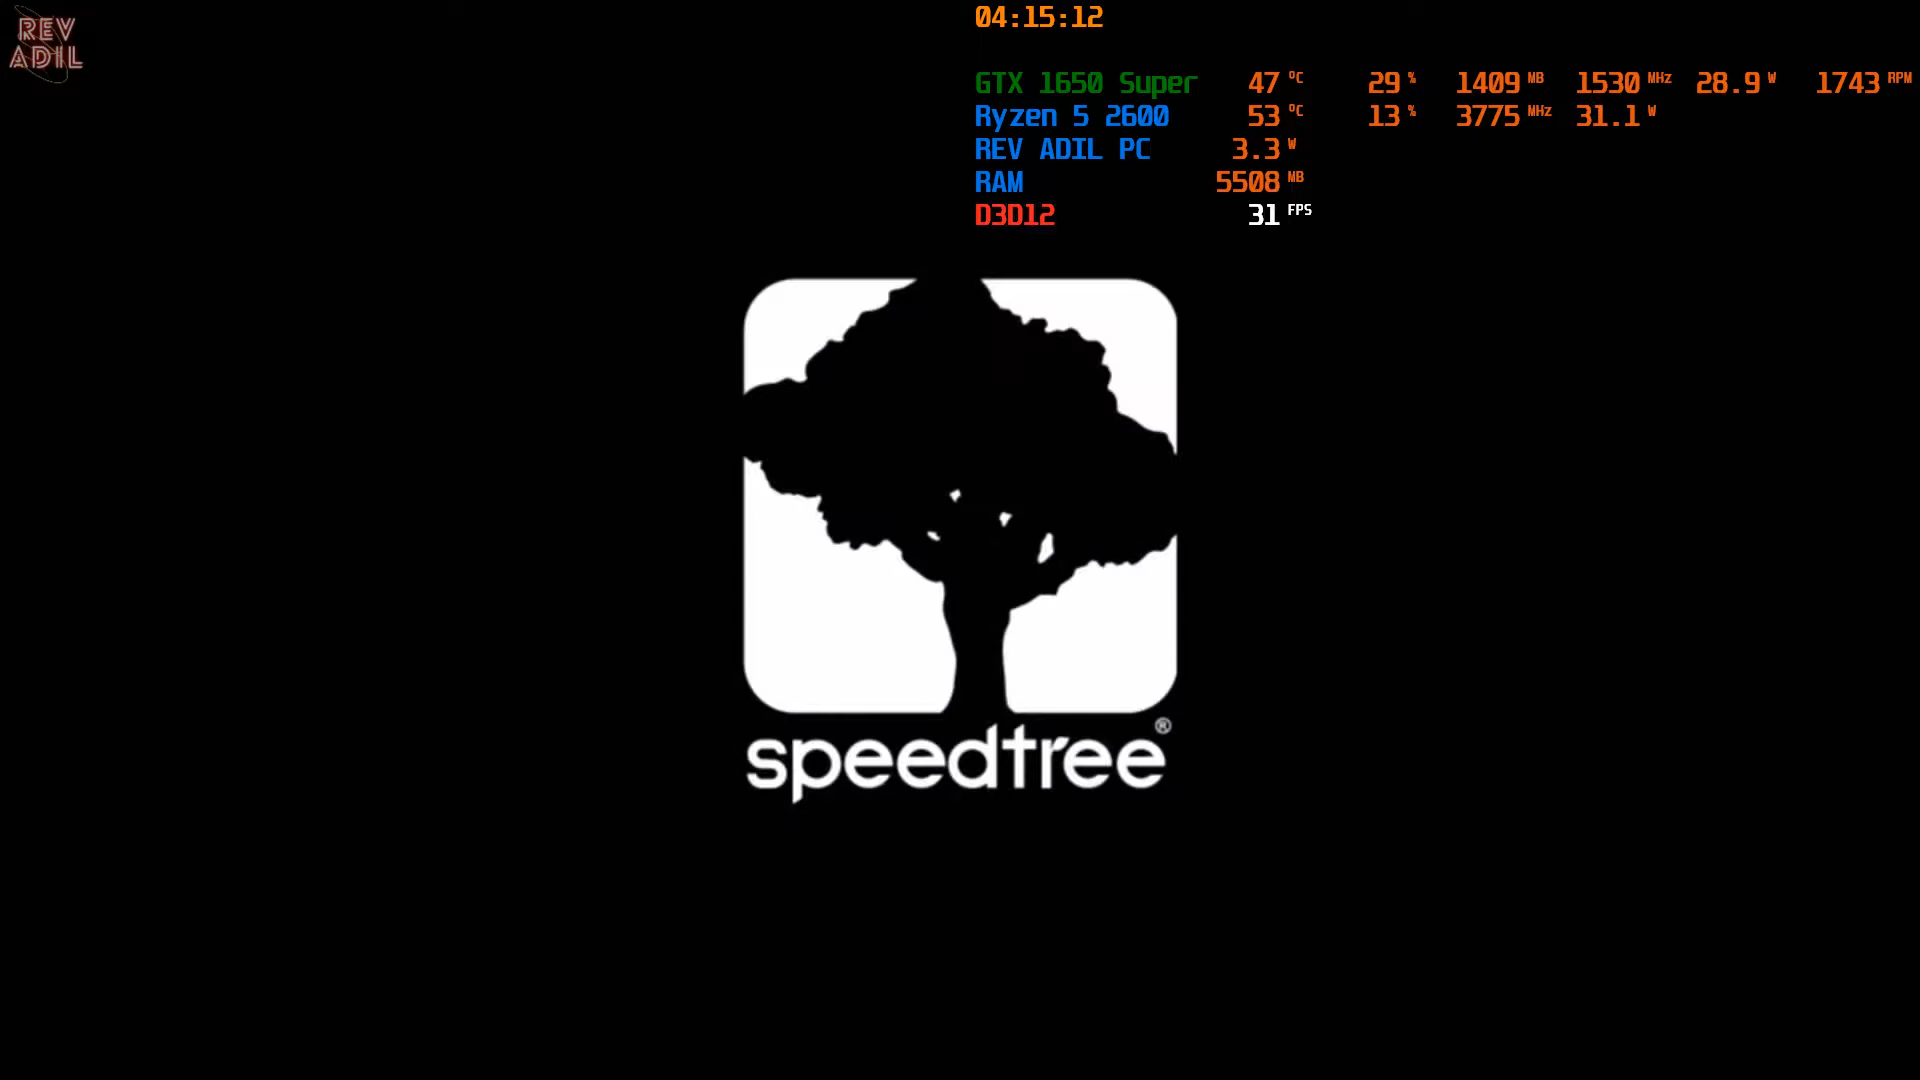 REV
ADIL
04:15:12
GTX 1650 Super 47 °C 29 % 1409 MB 1530 MHz 28.9 W 1743 RPM
Ryzen 5 2600 53 °C 13 % 3775 MHz 31.1 W
REV ADIL PC 3.3 W
RAM 5508 MB
D3D12 31 FPS
speedtree®